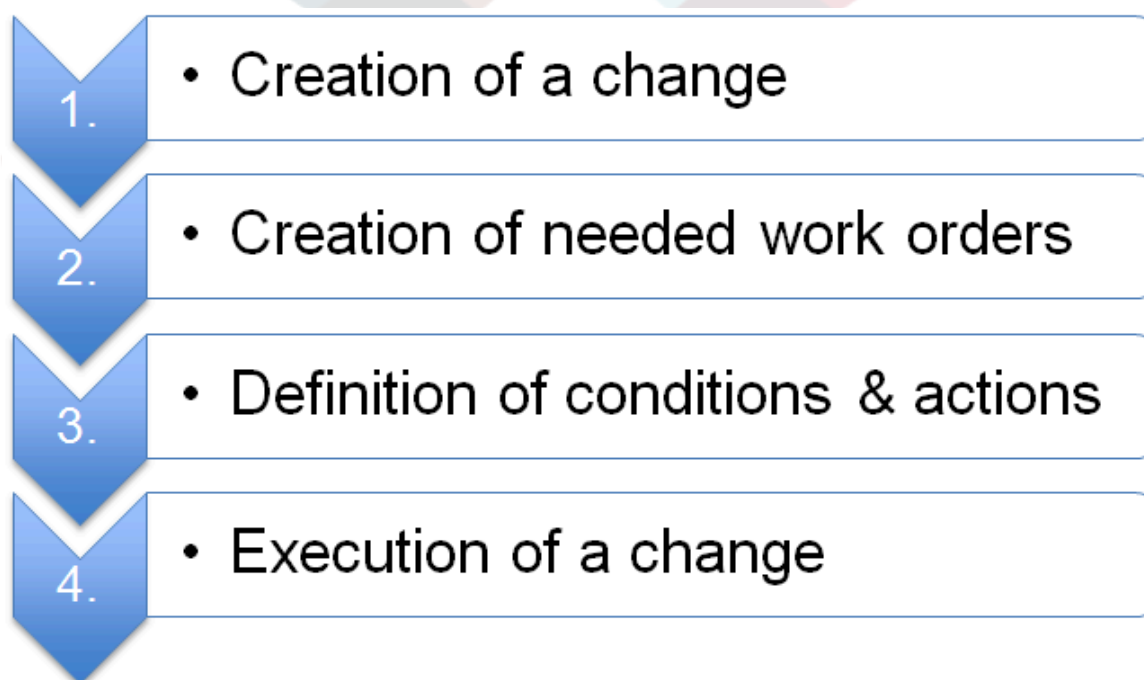 1.
• Creation of a change
2.
• Creation of needed work orders
3.
• Definition of conditions & actions
4.
• Execution of a change